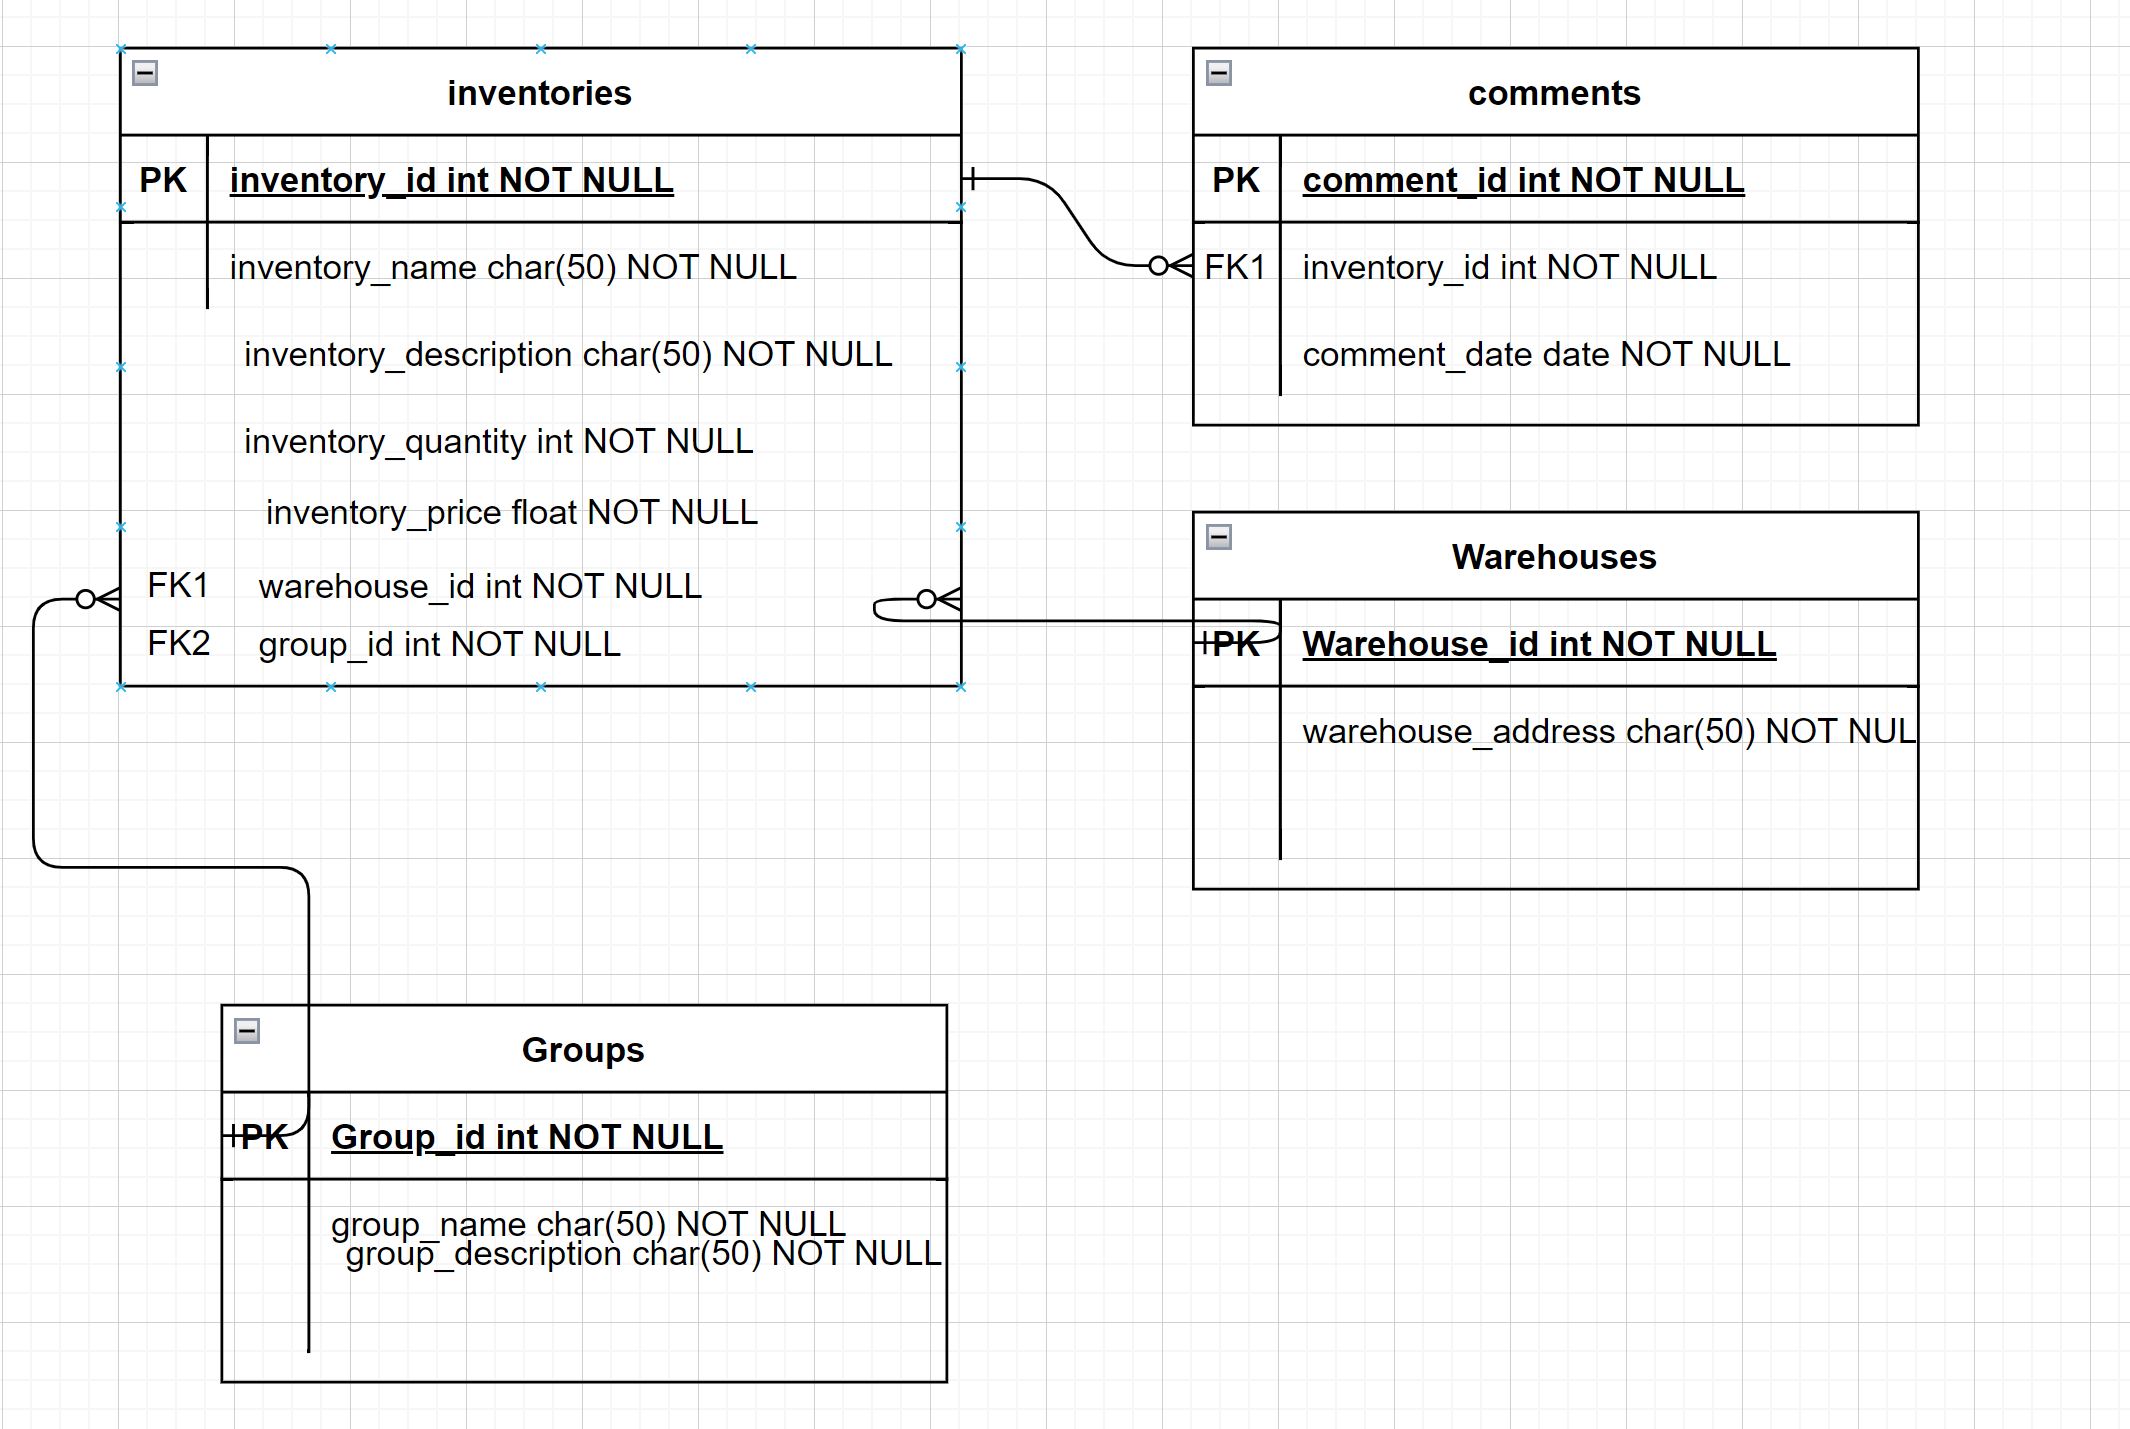 inventories
PK inventory_id int NOT NULL
inventory_name char(50) NOT NULL
inventory_description char(50) NOT NULL
inventory_quantity int NOT NULL
inventory_price float NOT NULL
FK1 warehouse_id int NOT NULL
FK2 group_id int NOT NULL
comments
PK comment_id int NOT NULL
FK1 inventory_id int NOT NULL
comment_date date NOT NULL
Warehouses
PK Warehouse_id int NOT NULL
warehouse_address char(50) NOT NUL
Groups
PK Group_id int NOT NULL
group_name char(50) NOT NULL
group_description char(50) NOT NULL